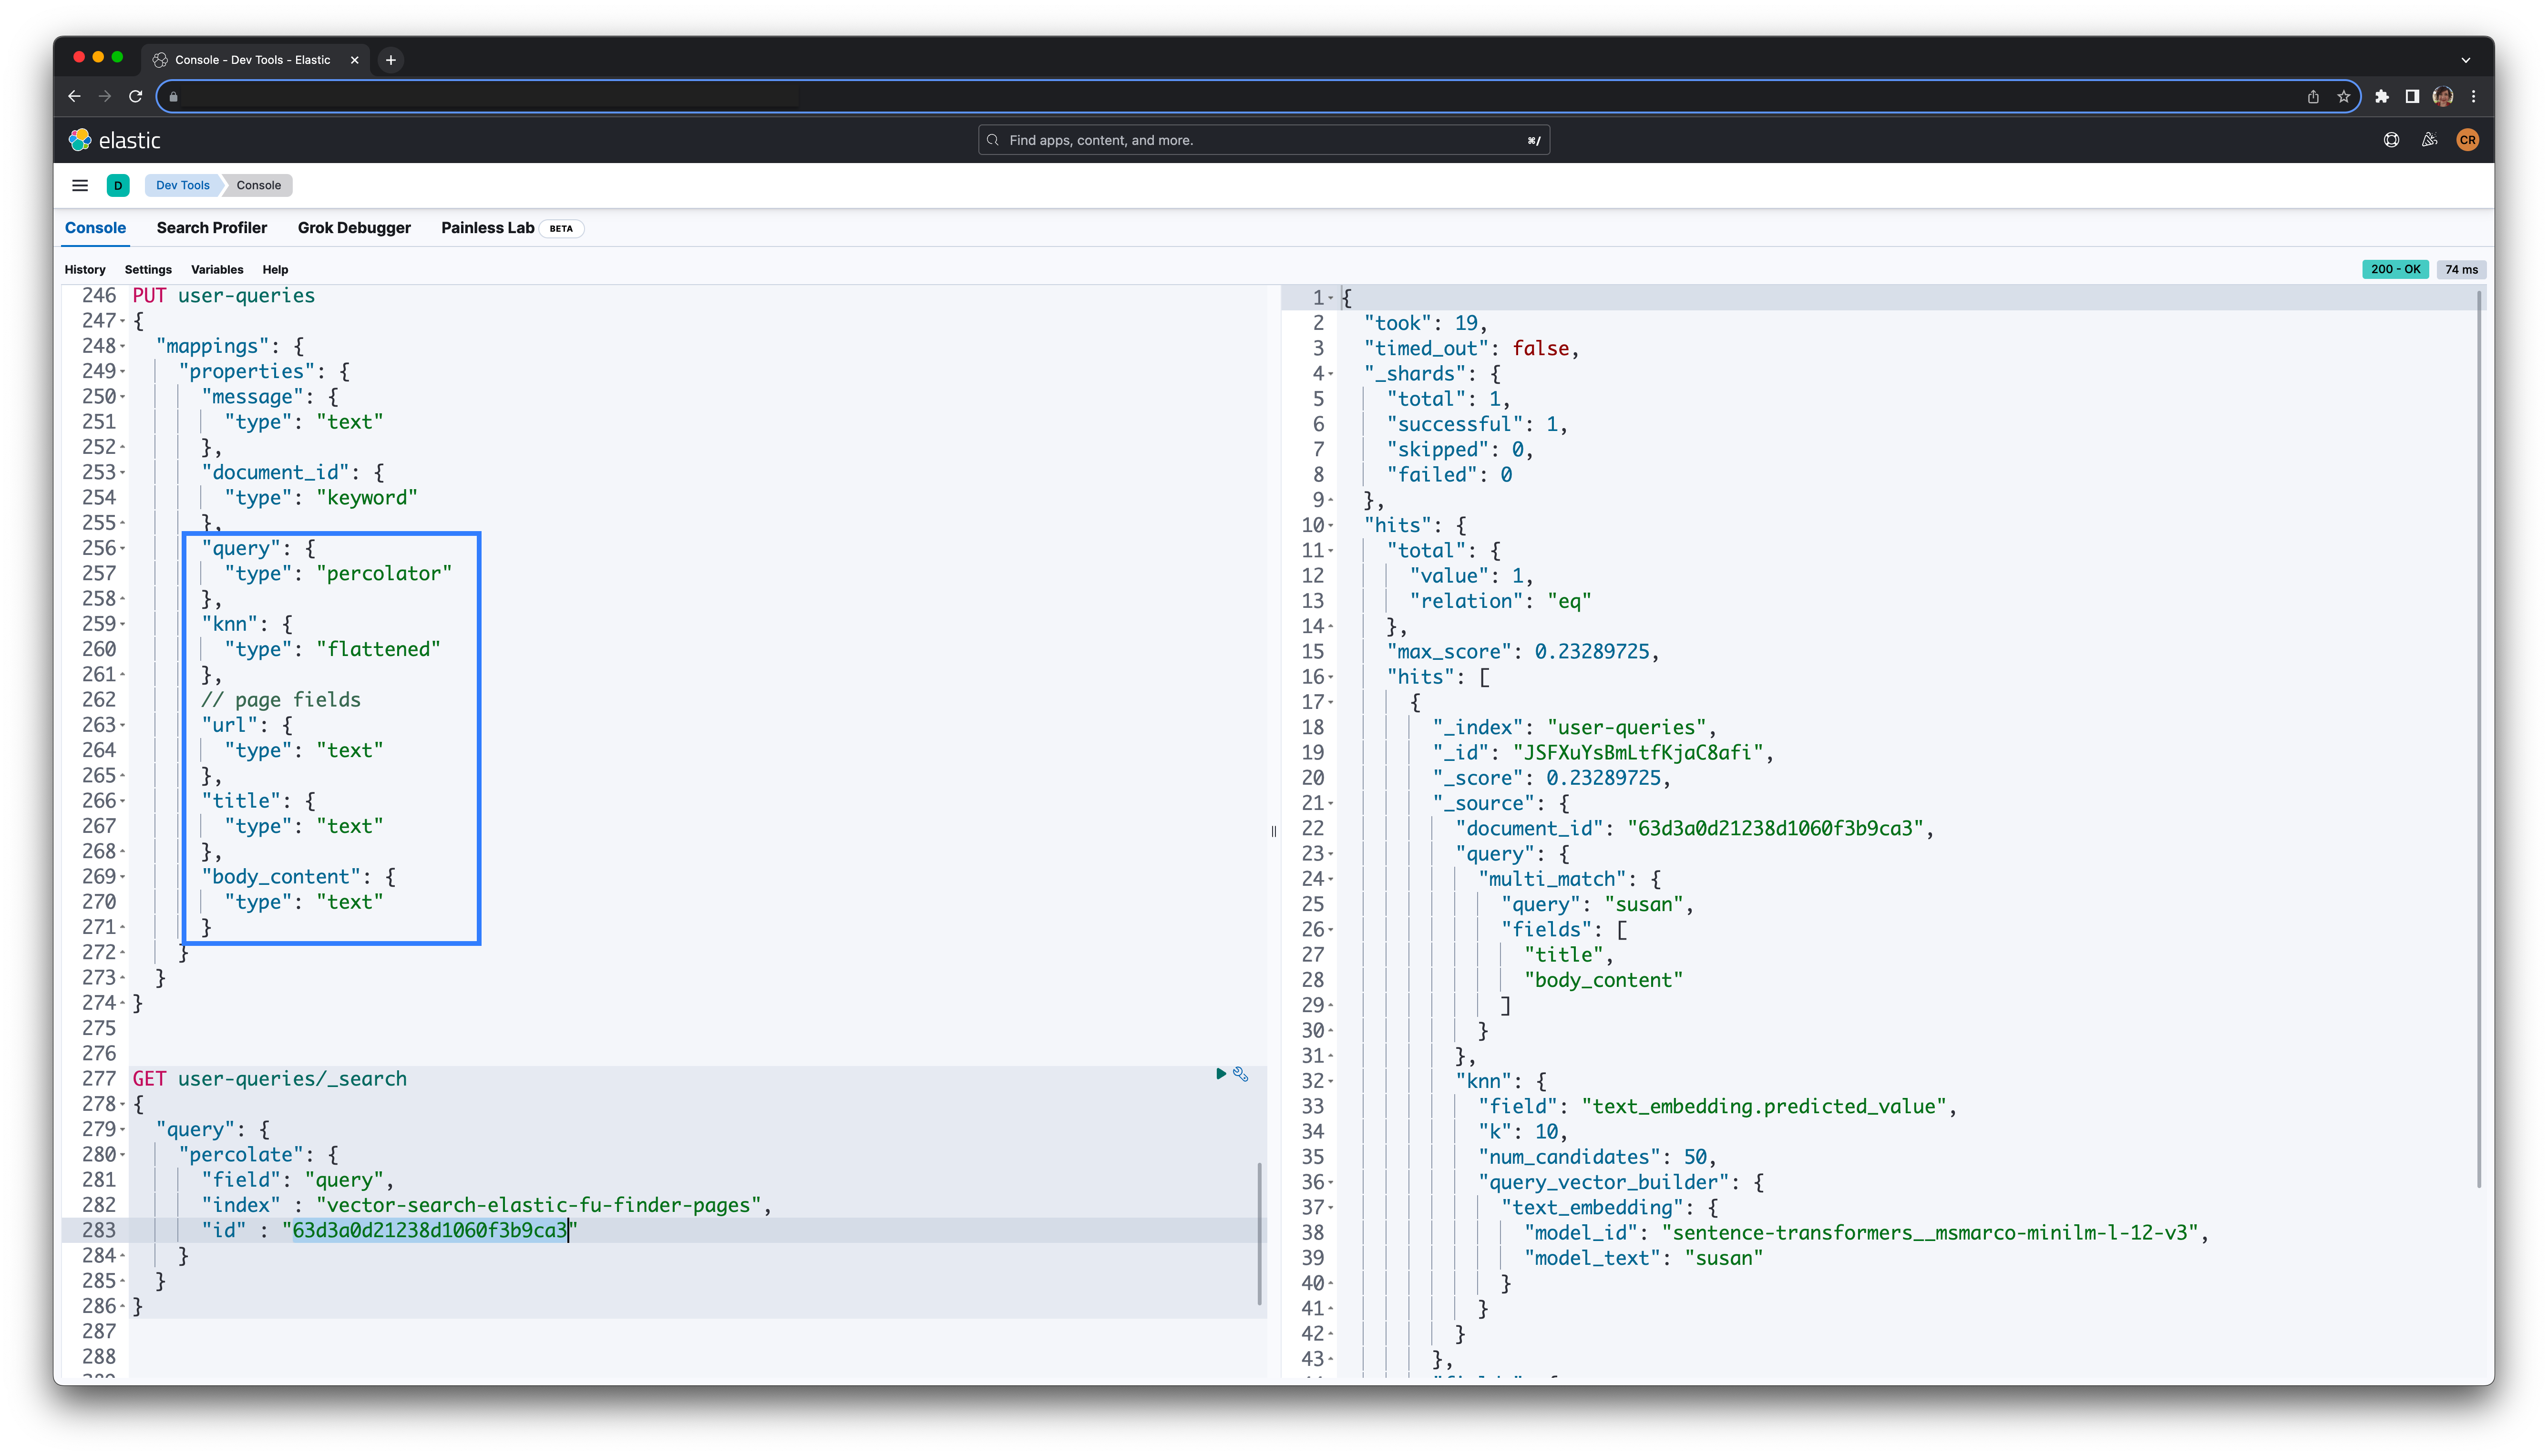 Console - Dev Tools - Elastic
elastic
Find apps, content, and more.
⌘/
CR
D
Dev Tools
Console
Console
Search Profiler
Grok Debugger
Painless Lab
BETA
History
Settings
Variables
Help
200 - OK
74 ms
246 PUT user-queries
247 {
248 "mappings": {
249 "properties": {
250 "message": {
251 "type": "text"
252 },
253 "document_id": {
254 "type": "keyword"
255 },
256 "query": {
257 "type": "percolator"
258 },
259 "knn": {
260 "type": "flattened"
261 },
262 // page fields
263 "url": {
264 "type": "text"
265 },
266 "title": {
267 "type": "text"
268 },
269 "body_content": {
270 "type": "text"
271 }
272 }
273 }
274 }
275
276
277 GET user-queries/_search
278 {
279 "query": {
280 "percolate": {
281 "field": "query",
282 "index" : "vector-search-elastic-fu-finder-pages",
283 "id" : "63d3a0d21238d1060f3b9ca3"
284 }
285 }
286 }
287
288
1 {
2 "took": 19,
3 "timed_out": false,
4 "_shards": {
5 "total": 1,
6 "successful": 1,
7 "skipped": 0,
8 "failed": 0
9 },
10 "hits": {
11 "total": {
12 "value": 1,
13 "relation": "eq"
14 },
15 "max_score": 0.23289725,
16 "hits": [
17 {
18 "_index": "user-queries",
19 "_id": "JSFXuYsBmLtfKjaC8afi",
20 "_score": 0.23289725,
21 "_source": {
22 "document_id": "63d3a0d21238d1060f3b9ca3",
23 "query": {
24 "multi_match": {
25 "query": "susan",
26 "fields": [
27 "title",
28 "body_content"
29 ]
30 }
31 },
32 "knn": {
33 "field": "text_embedding.predicted_value",
34 "k": 10,
35 "num_candidates": 50,
36 "query_vector_builder": {
37 "text_embedding": {
38 "model_id": "sentence-transformers__msmarco-minilm-l-12-v3",
39 "model_text": "susan"
40 }
41 }
42 }
43 },